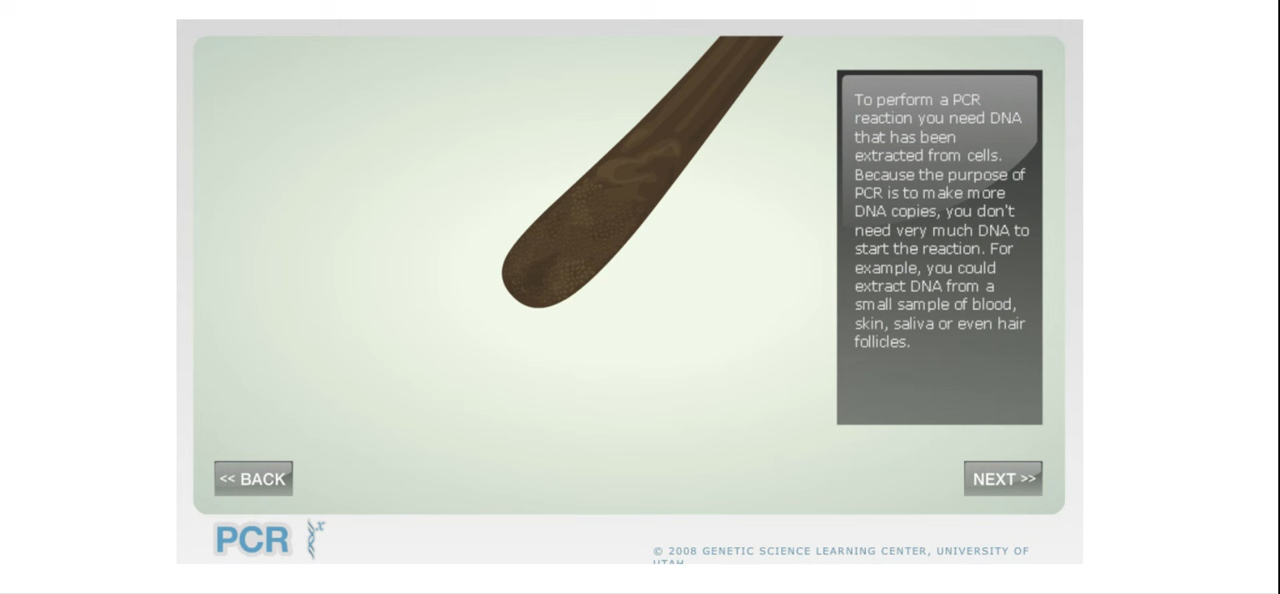 To perform a PCR
reaction you need DNA
that has been
extracted from cells.
Because the purpose of
PCR is to make more
DNA copies, you don't
need very much DNA to
start the reaction. For
example, you could
extract DNA from a
small sample of blood,
skin, saliva or even hair
follicles.
<< BACK
NEXT >>
PCR
© 2008 GENETIC SCIENCE LEARNING CENTER, UNIVERSITY OF
UTAH